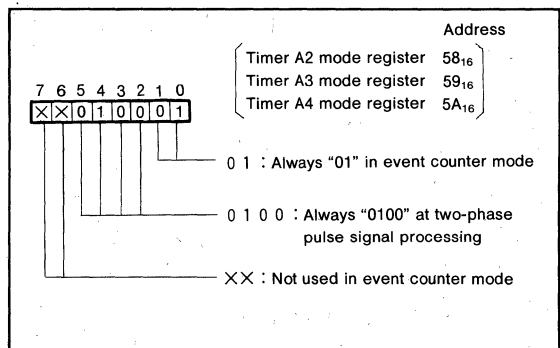 Address
Timer A2 mode register 58₁₆
Timer A3 mode register 59₁₆
Timer A4 mode register 5A₁₆
7 6 5 4 3 2 1 0
× × 0 1 0 0 0 1
0 1 : Always “01” in event counter mode
0 1 0 0 : Always “0100” at two-phase
pulse signal processing
×× : Not used in event counter mode